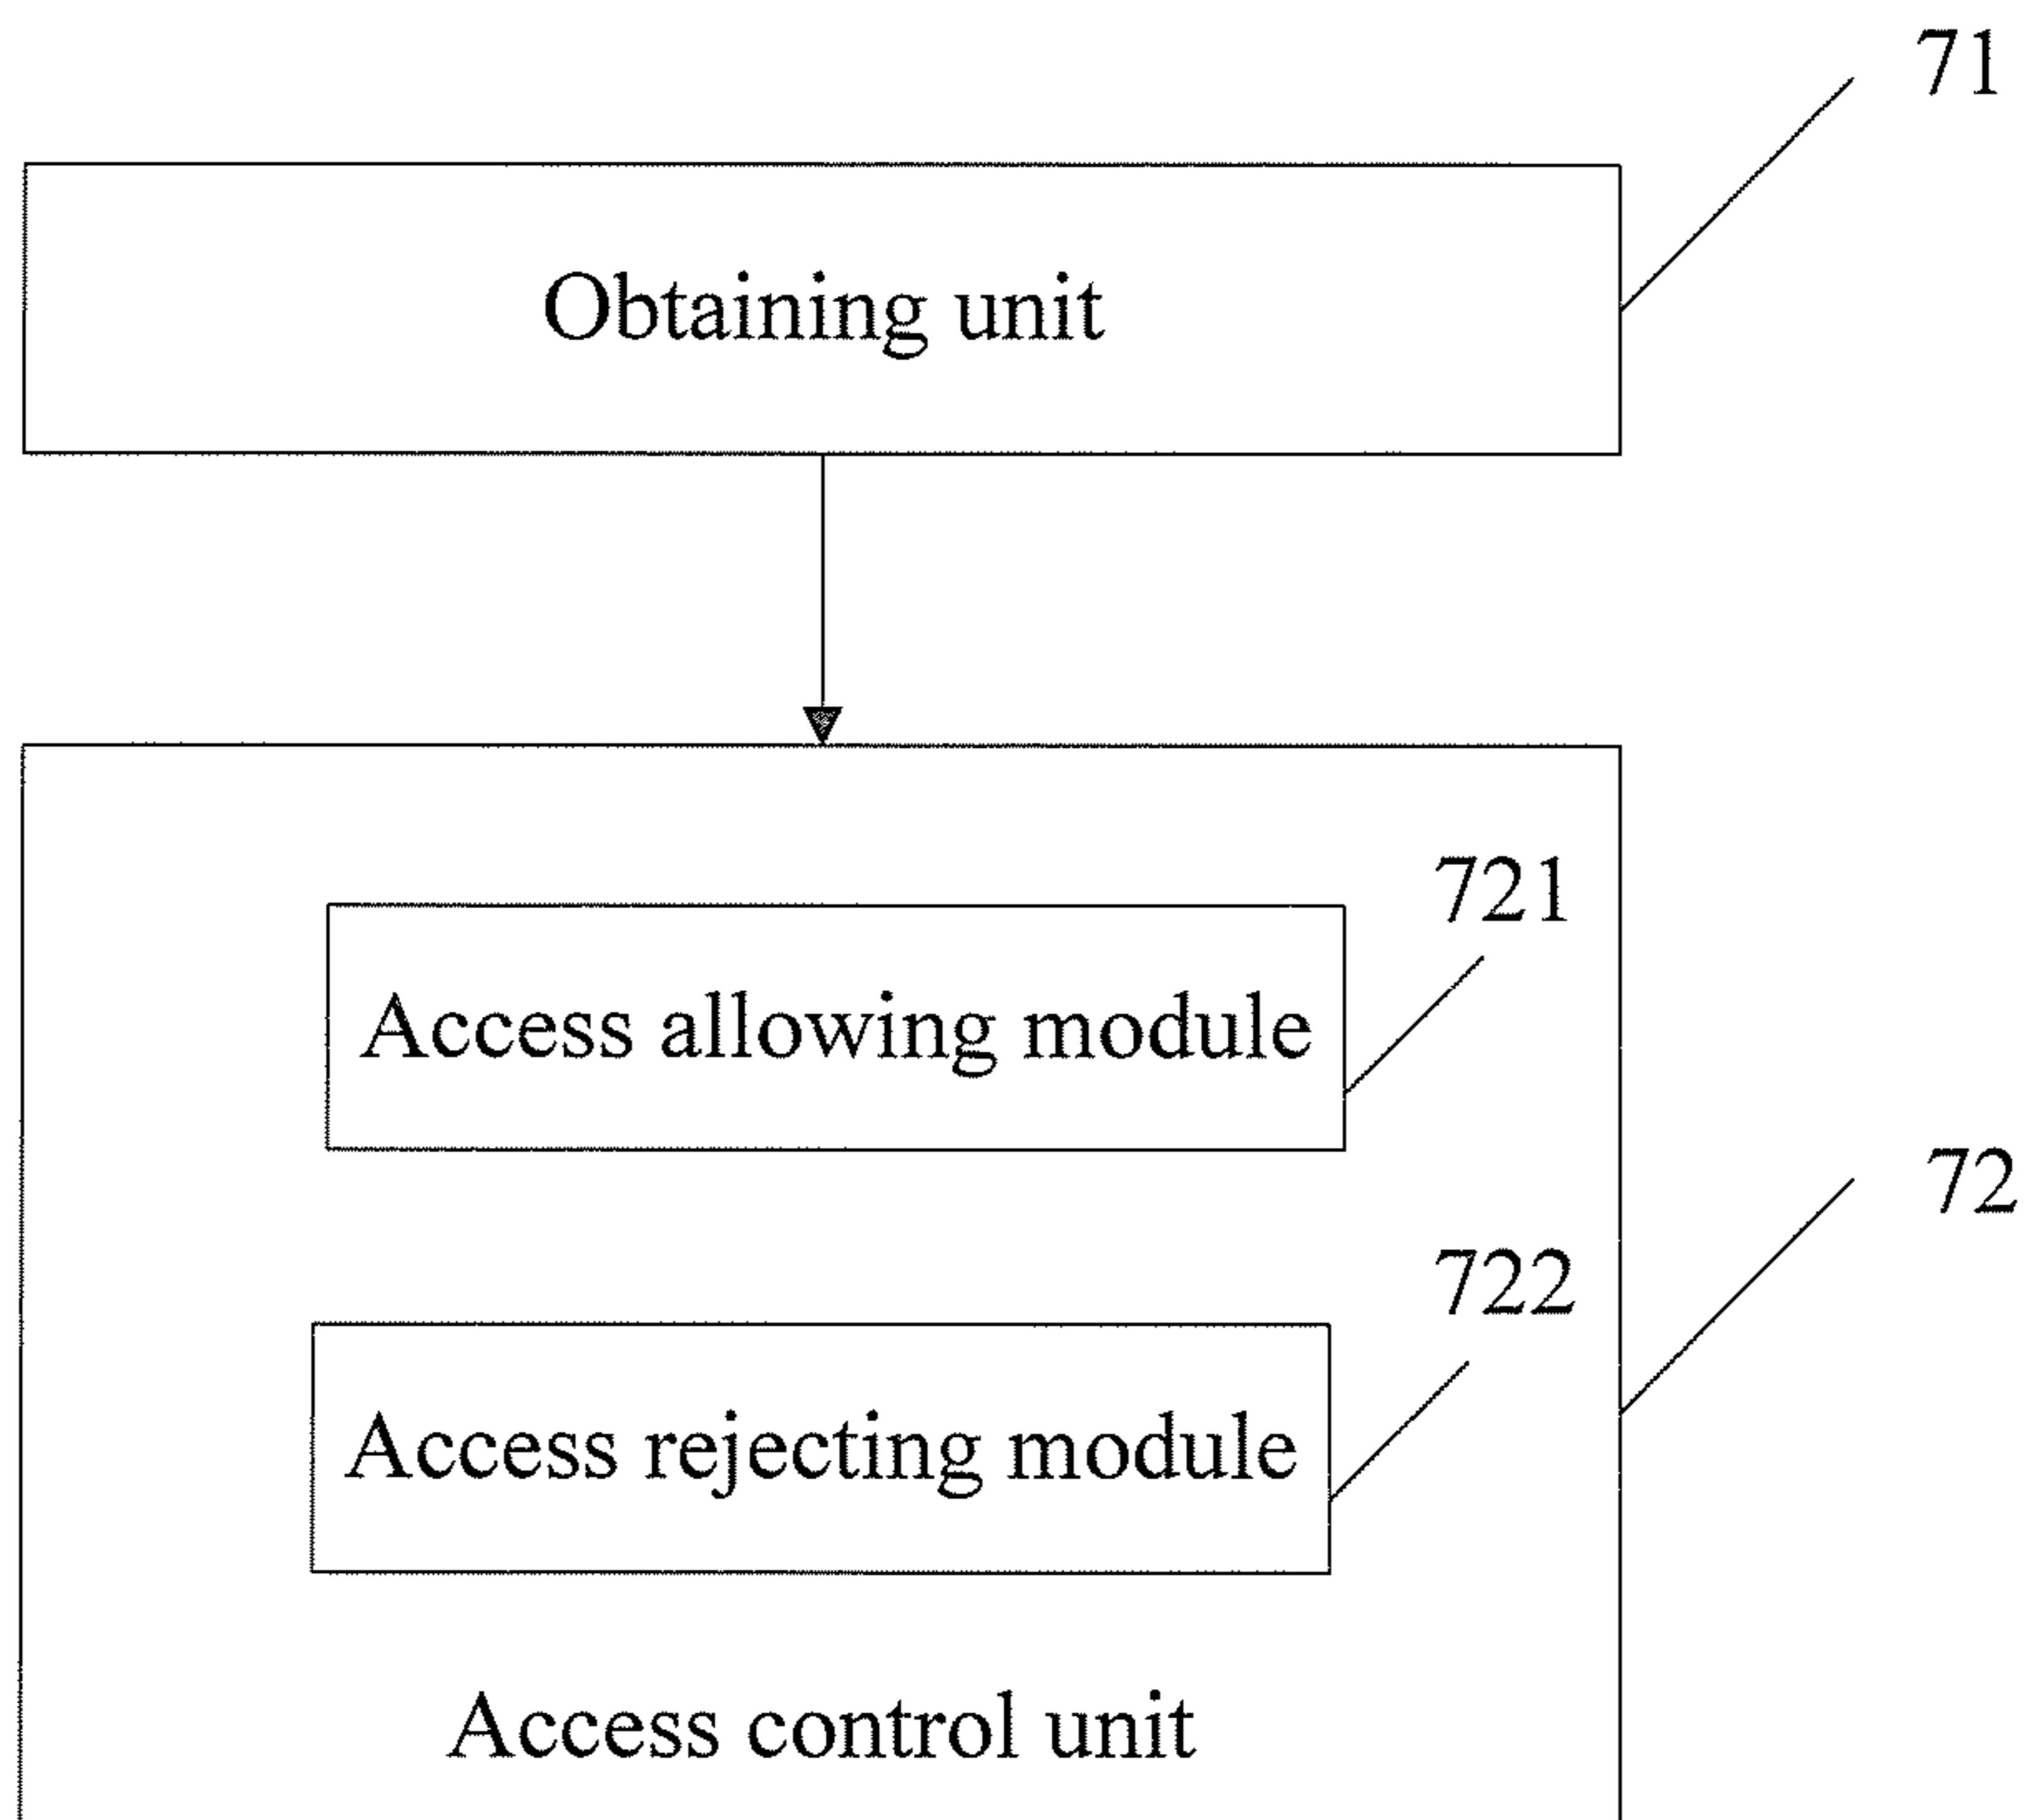 71
Obtaining unit
721
Access allowing module
72
722
Access rejecting module
Access control unit